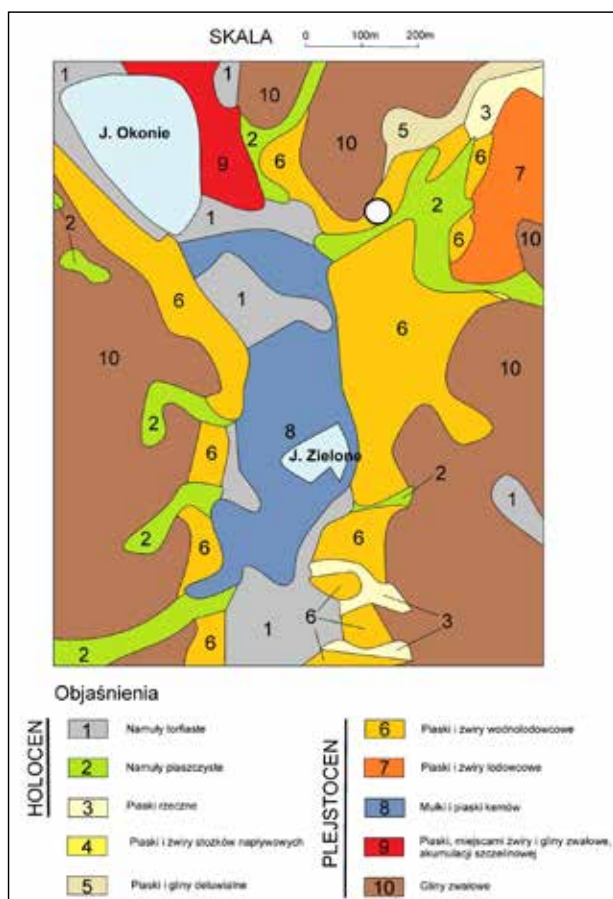 SKALA
0 100m 200m
1
1
10
2
J. Okonie
9
6
10
5
3
6
7
2
2
1
6
10
6
1
6
10
10
8
J. Zielone
2
6
2
1
2
6
6
6
3
1
6
2
Objaśnienia
HOLOCEN
1 Namuły torfiaste
2 Namuły piaszczyste
3 Piaski rzeczne
4 Piaski i żwiry stożków napływowych
5 Piaski i gliny deluwialne
PLEJSTOCEN
6 Piaski i żwiry wodnolodowcowe
7 Piaski i żwiry lodowcowe
8 Mułki i piaski kemów
9 Piaski, miejscami żwiry i gliny zwałowe,
akumulacji szczelinowej
10 Gliny zwałowe